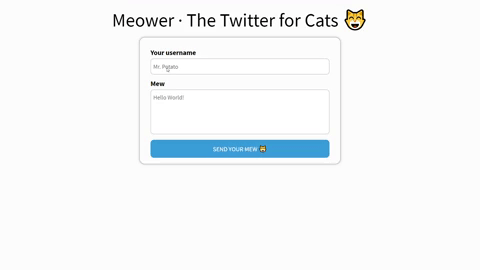 Meower · The Twitter for Cats 😸
Your username
Mr. Potato
Mew
Hello World!
SEND YOUR MEW 😸